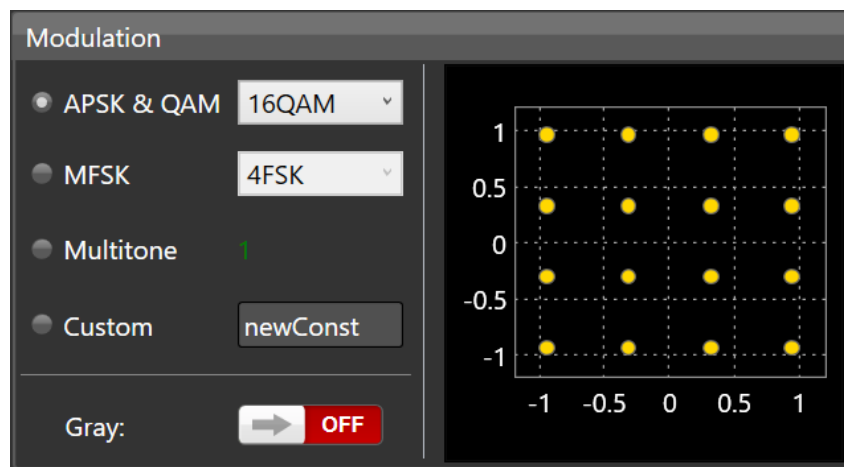 Modulation
APSK & QAM 16QAM
MFSK 4FSK
Multitone 1
Custom newConst
Gray: OFF
1
0.5
0
-0.5
-1
-1 -0.5 0 0.5 1